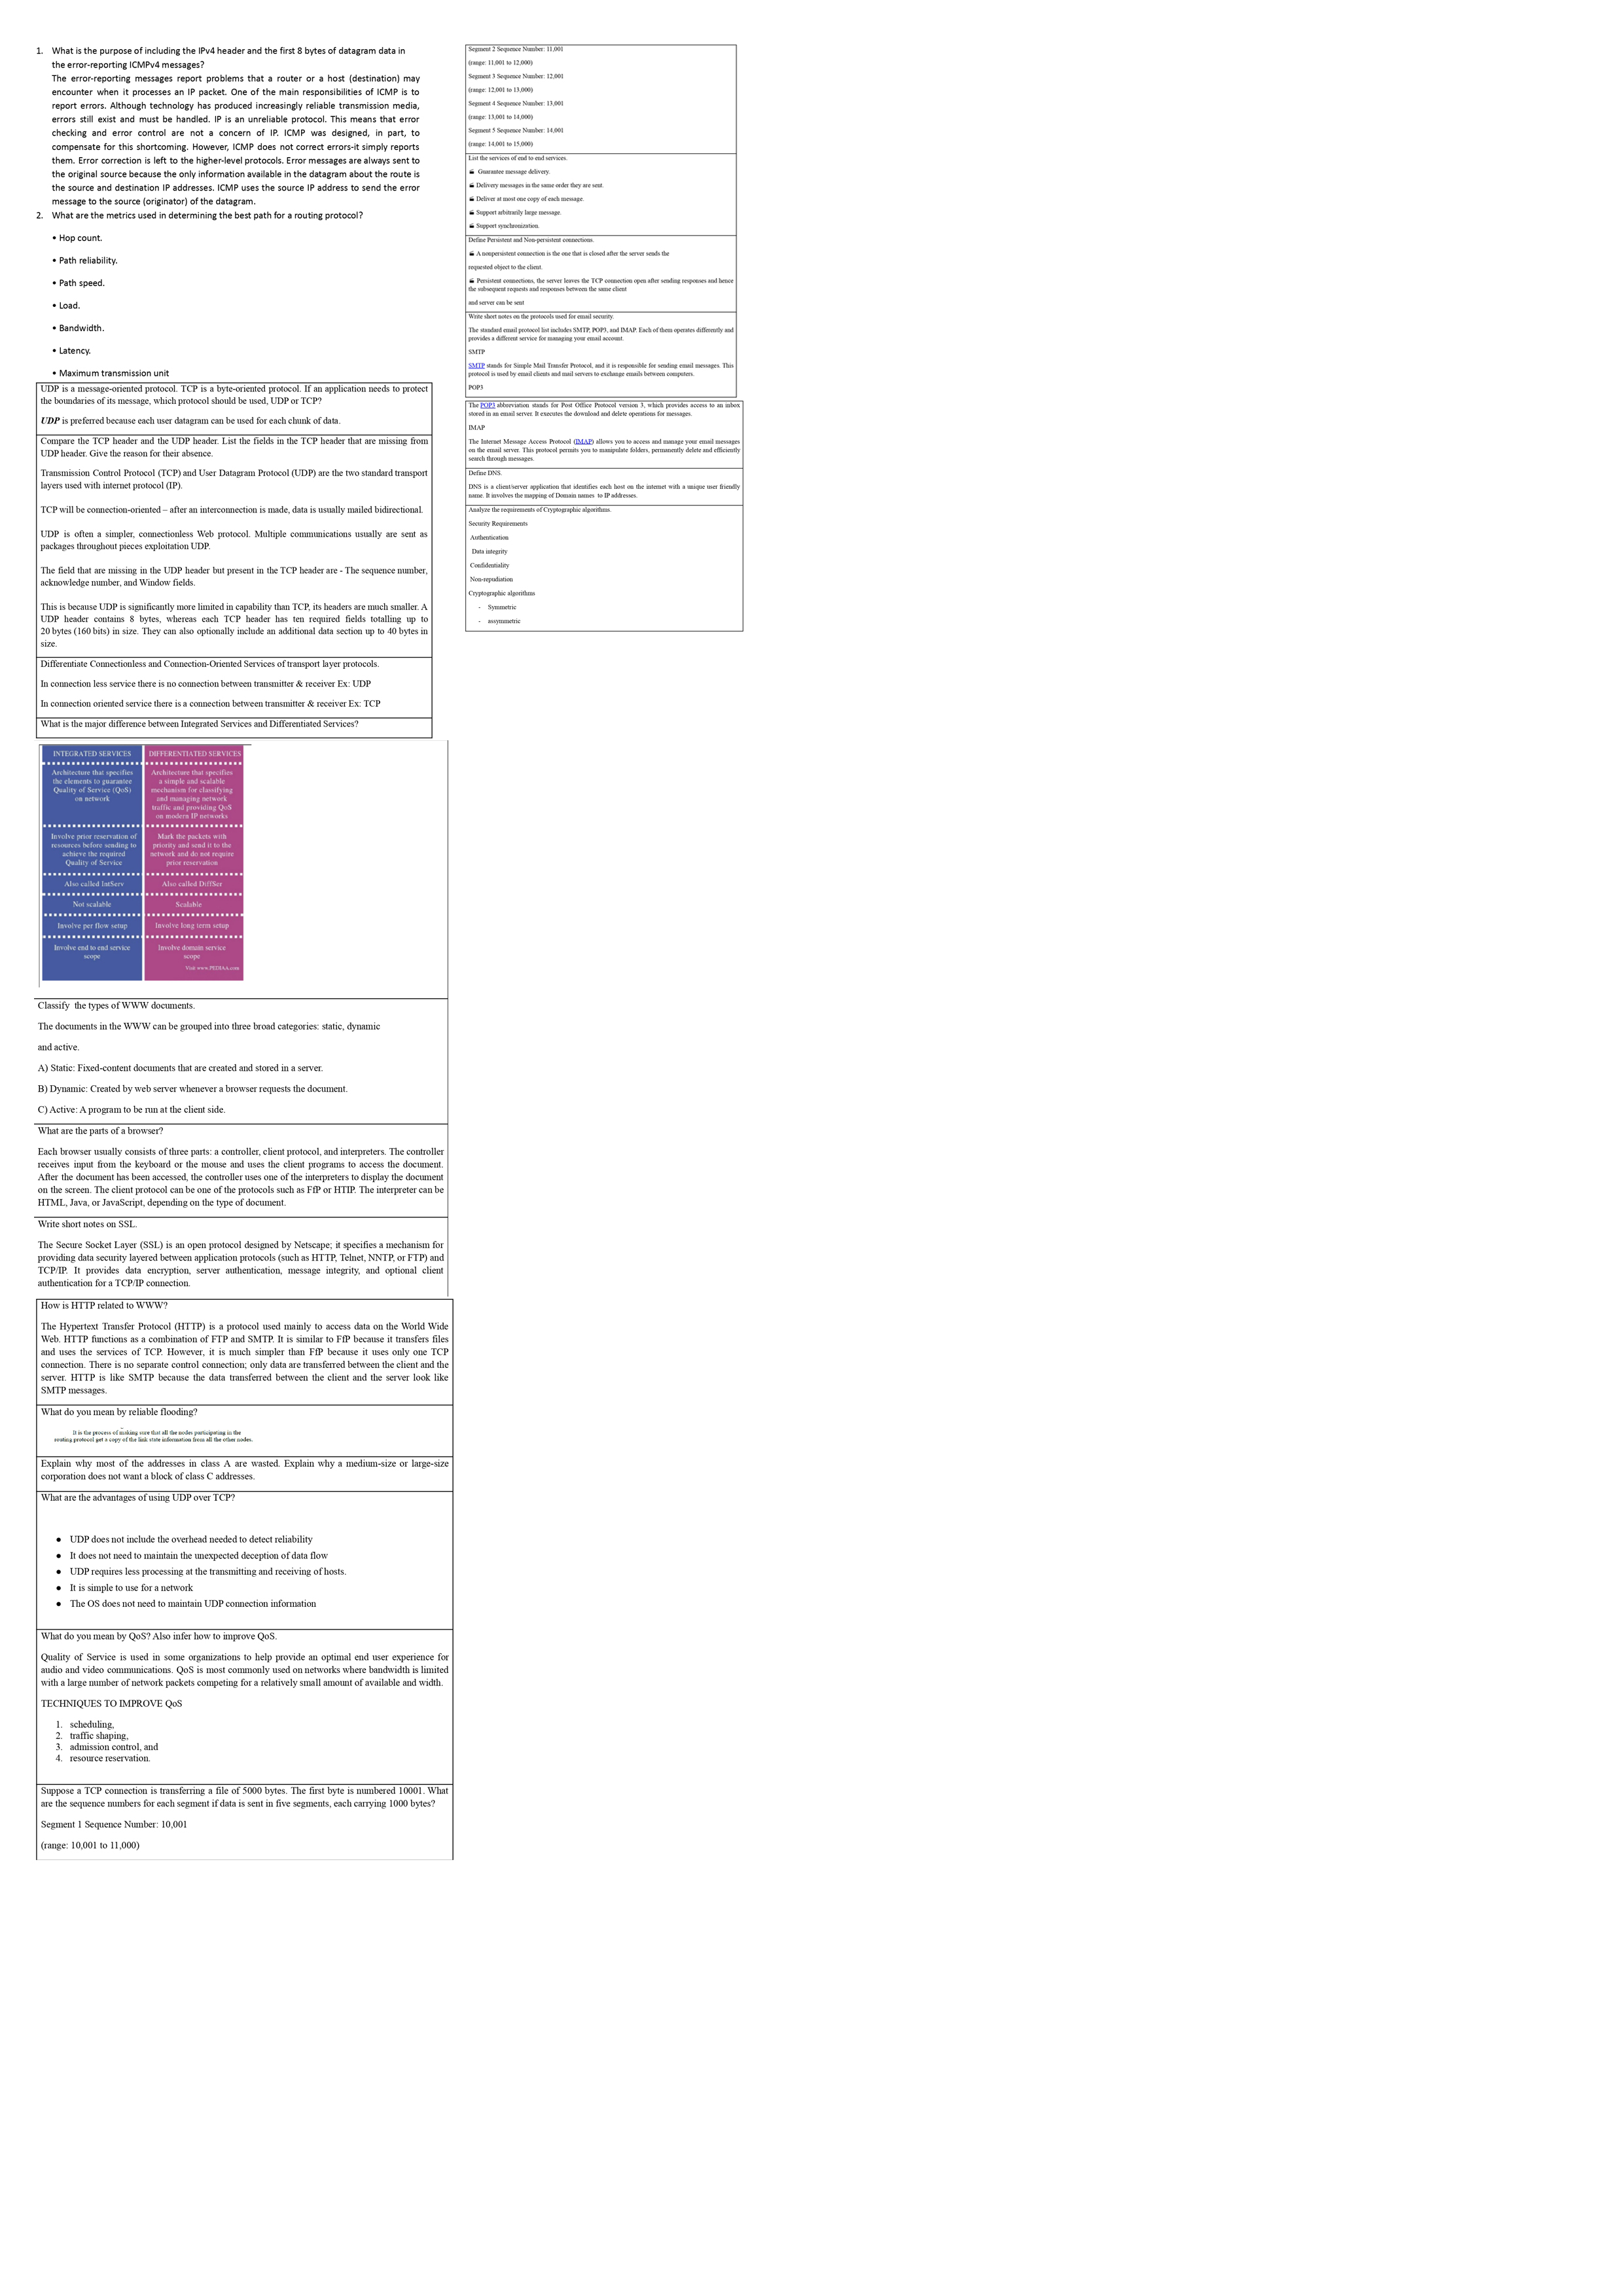 1. What is the purpose of including the IPv4 header and the first 8 bytes of datagram data in
the error-reporting ICMPv4 messages?
The error-reporting messages report problems that a router or a host (destination) may
encounter when it processes an IP packet. One of the main responsibilities of ICMP is to
report errors. Although technology has produced increasingly reliable transmission media,
errors still exist and must be handled. IP is an unreliable protocol. This means that error
checking and error control are not a concern of IP. ICMP was designed, in part, to
compensate for this shortcoming. However, ICMP does not correct errors-it simply reports
them. Error correction is left to the higher-level protocols. Error messages are always sent to
the original source because the only information available in the datagram about the route is
the source and destination IP addresses. ICMP uses the source IP address to send the error
message to the source (originator) of the datagram.
2. What are the metrics used in determining the best path for a routing protocol?
• Hop count.
• Path reliability.
• Path speed.
• Load.
• Bandwidth.
• Latency.
• Maximum transmission unit
UDP is a message-oriented protocol. TCP is a byte-oriented protocol. If an application needs to protect
the boundaries of its message, which protocol should be used, UDP or TCP?
UDP is preferred because each user datagram can be used for each chunk of data.
Compare the TCP header and the UDP header. List the fields in the TCP header that are missing from
UDP header. Give the reason for their absence.
Transmission Control Protocol (TCP) and User Datagram Protocol (UDP) are the two standard transport
layers used with internet protocol (IP).
TCP will be connection-oriented – after an interconnection is made, data is usually mailed bidirectional.
UDP is often a simpler, connectionless Web protocol. Multiple communications usually are sent as
packages throughout pieces exploitation UDP.
The field that are missing in the UDP header but present in the TCP header are - The sequence number,
acknowledge number, and Window fields.
This is because UDP is significantly more limited in capability than TCP, its headers are much smaller. A
UDP header contains 8 bytes, whereas each TCP header has ten required fields totalling up to
20 bytes (160 bits) in size. They can also optionally include an additional data section up to 40 bytes in
size.
Differentiate Connectionless and Connection-Oriented Services of transport layer protocols.
In connection less service there is no connection between transmitter & receiver Ex: UDP
In connection oriented service there is a connection between transmitter & receiver Ex: TCP
What is the major difference between Integrated Services and Differentiated Services?
INTEGRATED SERVICES
Architecture that specifies
the elements to guarantee
Quality of Service (QoS)
on network
Involve prior reservation of
resources before sending to
achieve the required
Quality of Service
Also called IntServ
Not scalable
Involve per flow setup
Involve end to end service
scope
DIFFERENTIATED SERVICES
Architecture that specifies
a simple and scalable
mechanism for classifying
and managing network
traffic and providing QoS
on modern IP networks
Mark the packets with
priority and send it to the
network and do not require
prior reservation
Also called DiffSer
Scalable
Involve long term setup
Involve domain service
scope
Visit www.PEDIAA.com
Classify the types of WWW documents.
The documents in the WWW can be grouped into three broad categories: static, dynamic
and active.
A) Static: Fixed-content documents that are created and stored in a server.
B) Dynamic: Created by web server whenever a browser requests the document.
C) Active: A program to be run at the client side.
What are the parts of a browser?
Each browser usually consists of three parts: a controller, client protocol, and interpreters. The controller
receives input from the keyboard or the mouse and uses the client programs to access the document.
After the document has been accessed, the controller uses one of the interpreters to display the document
on the screen. The client protocol can be one of the protocols such as FfP or HTIP. The interpreter can be
HTML, Java, or JavaScript, depending on the type of document.
Write short notes on SSL.
The Secure Socket Layer (SSL) is an open protocol designed by Netscape; it specifies a mechanism for
providing data security layered between application protocols (such as HTTP, Telnet, NNTP, or FTP) and
TCP/IP. It provides data encryption, server authentication, message integrity, and optional client
authentication for a TCP/IP connection.
How is HTTP related to WWW?
The Hypertext Transfer Protocol (HTTP) is a protocol used mainly to access data on the World Wide
Web. HTTP functions as a combination of FTP and SMTP. It is similar to FfP because it transfers files
and uses the services of TCP. However, it is much simpler than FfP because it uses only one TCP
connection. There is no separate control connection; only data are transferred between the client and the
server. HTTP is like SMTP because the data transferred between the client and the server look like
SMTP messages.
What do you mean by reliable flooding?
It is the process of making sure that all the nodes participating in the
routing protocol get a copy of the link state information from all the other nodes.
Explain why most of the addresses in class A are wasted. Explain why a medium-size or large-size
corporation does not want a block of class C addresses.
What are the advantages of using UDP over TCP?
● UDP does not include the overhead needed to detect reliability
● It does not need to maintain the unexpected deception of data flow
● UDP requires less processing at the transmitting and receiving of hosts.
● It is simple to use for a network
● The OS does not need to maintain UDP connection information
What do you mean by QoS? Also infer how to improve QoS.
Quality of Service is used in some organizations to help provide an optimal end user experience for
audio and video communications. QoS is most commonly used on networks where bandwidth is limited
with a large number of network packets competing for a relatively small amount of available and width.
TECHNIQUES TO IMPROVE QoS
1. scheduling,
2. traffic shaping,
3. admission control, and
4. resource reservation.
Suppose a TCP connection is transferring a file of 5000 bytes. The first byte is numbered 10001. What
are the sequence numbers for each segment if data is sent in five segments, each carrying 1000 bytes?
Segment 1 Sequence Number: 10,001
(range: 10,001 to 11,000)
Segment 2 Sequence Number: 11,001
(range: 11,001 to 12,000)
Segment 3 Sequence Number: 12,001
(range: 12,001 to 13,000)
Segment 4 Sequence Number: 13,001
(range: 13,001 to 14,000)
Segment 5 Sequence Number: 14,001
(range: 14,001 to 15,000)
List the services of end to end services.
Guarantee message delivery.
Delivery messages in the same order they are sent.
Deliver at most one copy of each message.
Support arbitrarily large message.
Support synchronization.
Define Persistent and Non-persistent connections.
A nonpersistent connection is the one that is closed after the server sends the
requested object to the client.
Persistent connections, the server leaves the TCP connection open after sending responses and hence
the subsequent requests and responses between the same client
and server can be sent
Write short notes on the protocols used for email security.
The standard email protocol list includes SMTP, POP3, and IMAP. Each of them operates differently and
provides a different service for managing your email account.
SMTP
SMTP stands for Simple Mail Transfer Protocol, and it is responsible for sending email messages. This
protocol is used by email clients and mail servers to exchange emails between computers.
POP3
The POP3 abbreviation stands for Post Office Protocol version 3, which provides access to an inbox
stored in an email server. It executes the download and delete operations for messages.
IMAP
The Internet Message Access Protocol (IMAP) allows you to access and manage your email messages
on the email server. This protocol permits you to manipulate folders, permanently delete and efficiently
search through messages.
Define DNS.
DNS is a client/server application that identifies each host on the internet with a unique user friendly
name. It involves the mapping of Domain names to IP addresses.
Analyze the requirements of Cryptographic algorithms.
Security Requirements
Authentication
Data integrity
Confidentiality
Non-repudiation
Cryptographic algorithms
- Symmetric
- assymmetric